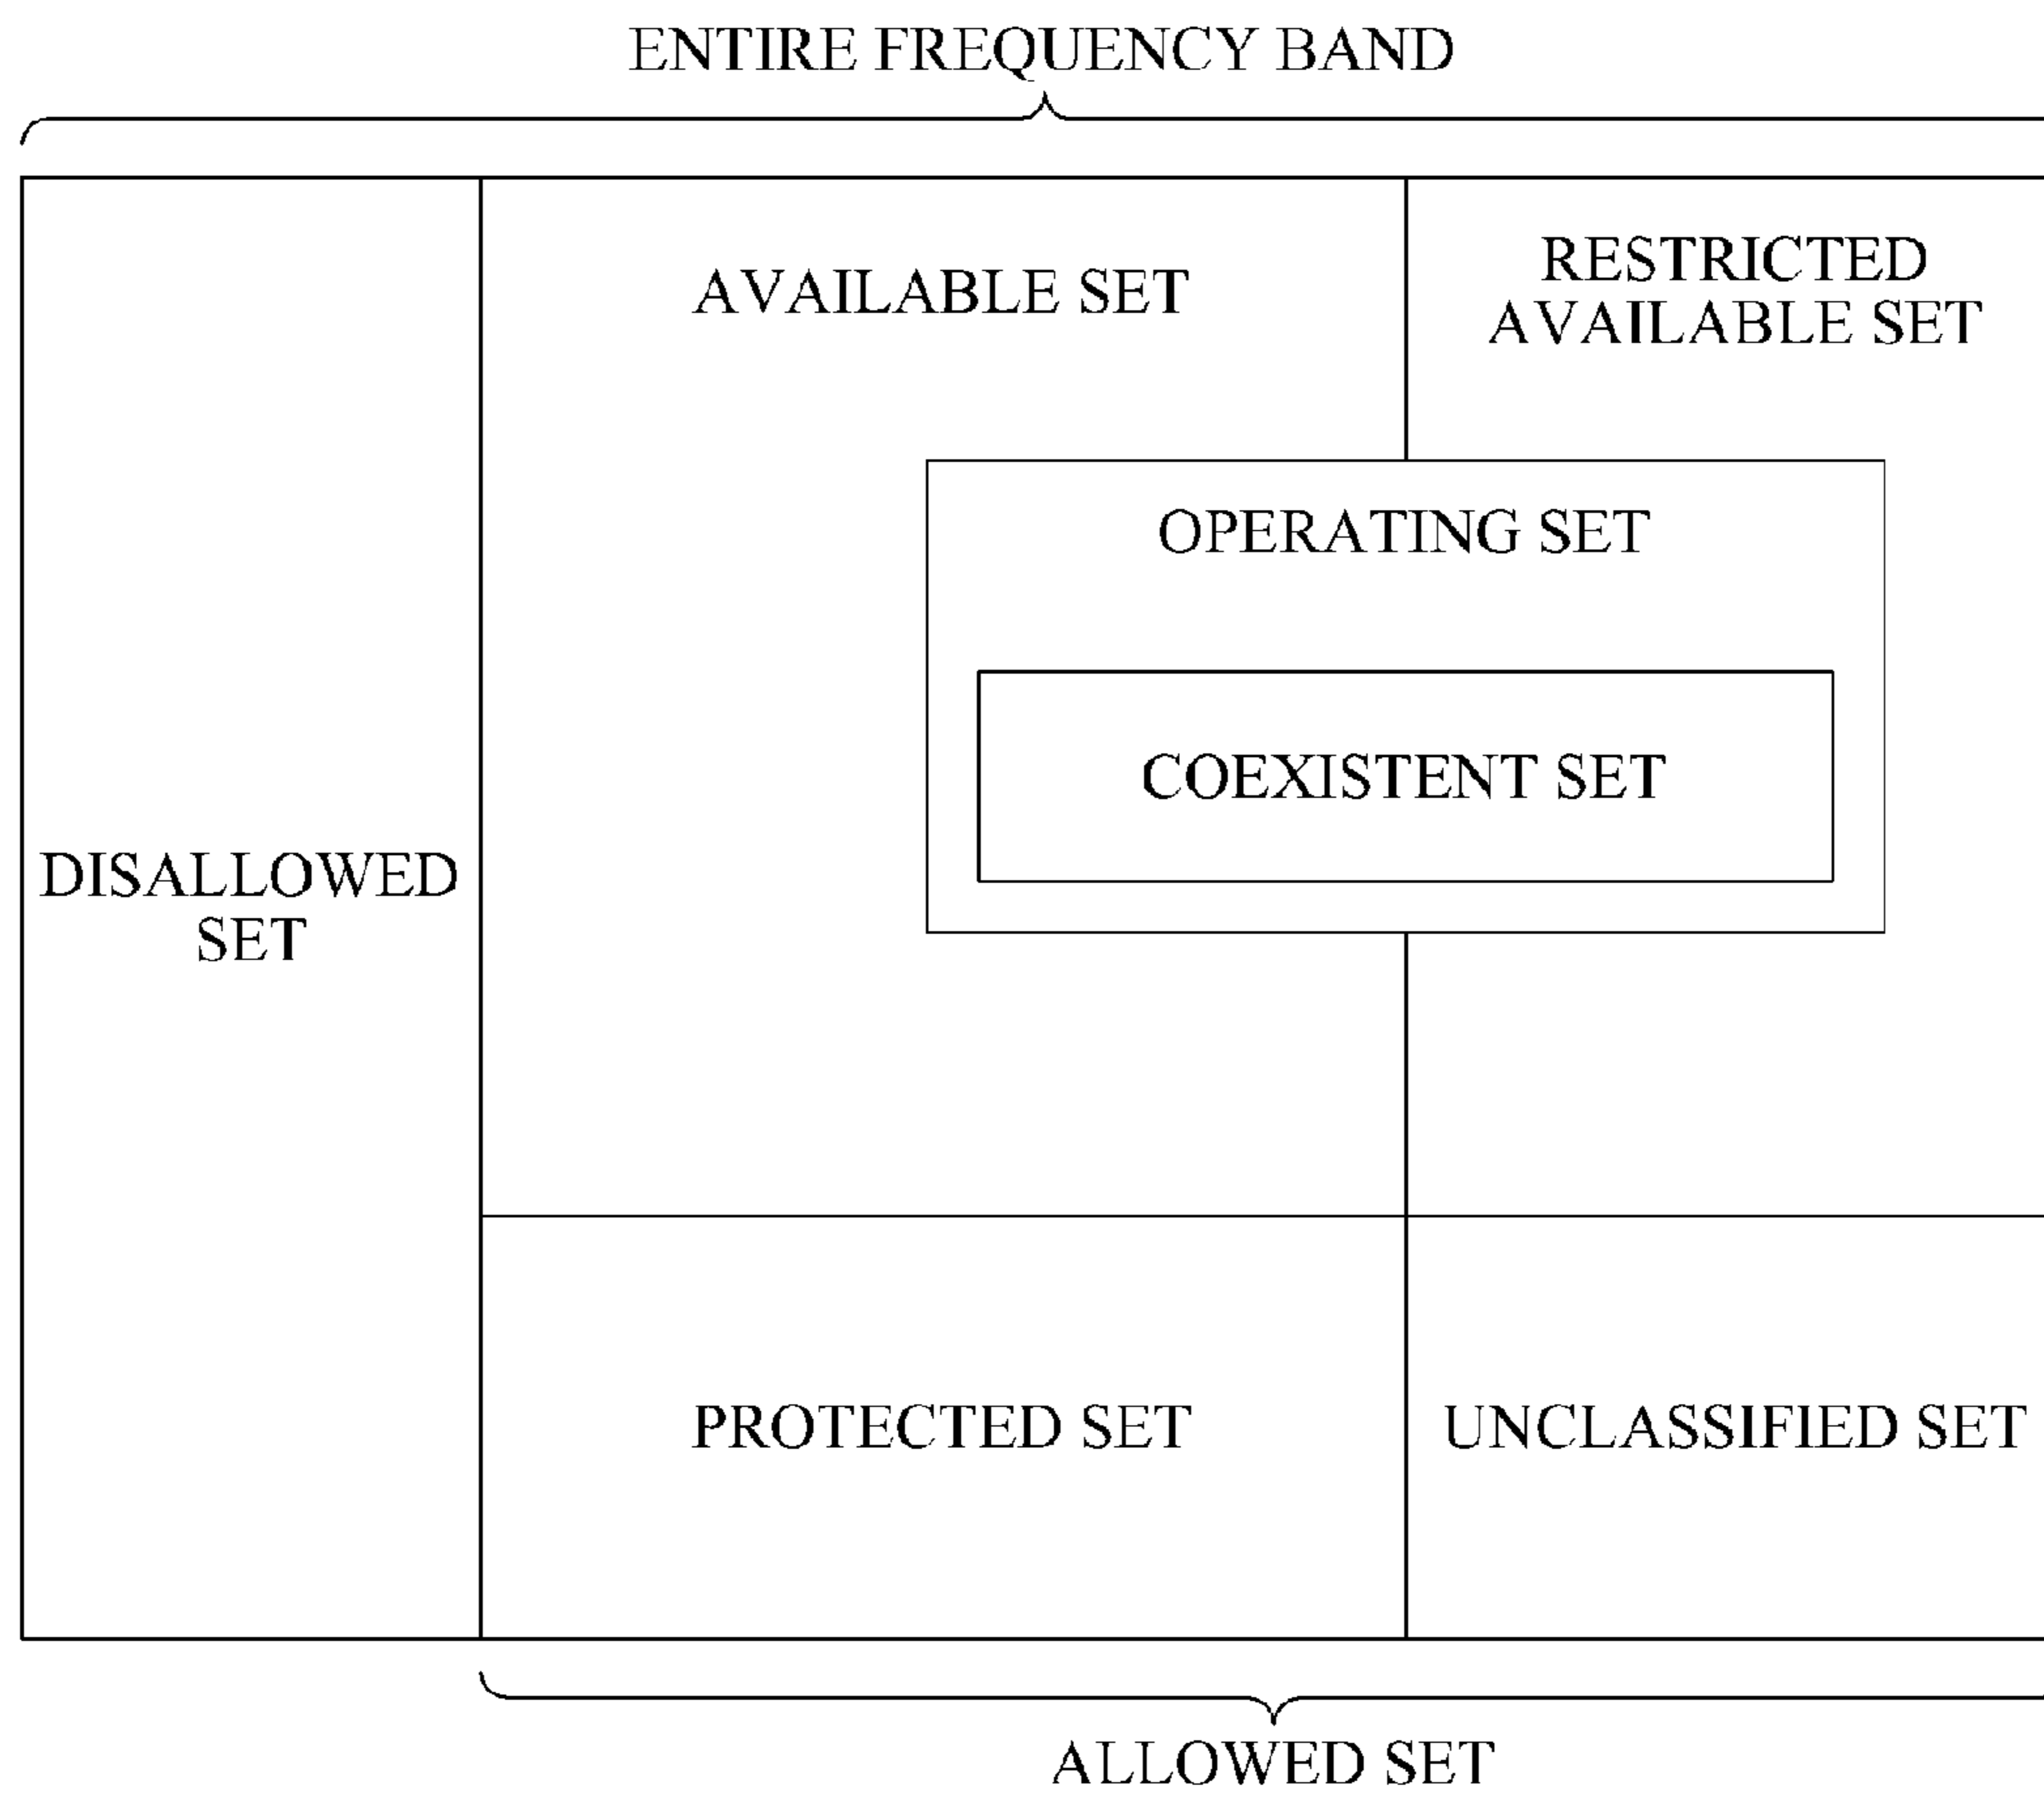 ENTIRE FREQUENCY BAND
AVAILABLE SET
RESTRICTED
AVAILABLE SET
OPERATING SET
COEXISTENT SET
DISALLOWED
SET
PROTECTED SET
UNCLASSIFIED SET
ALLOWED SET